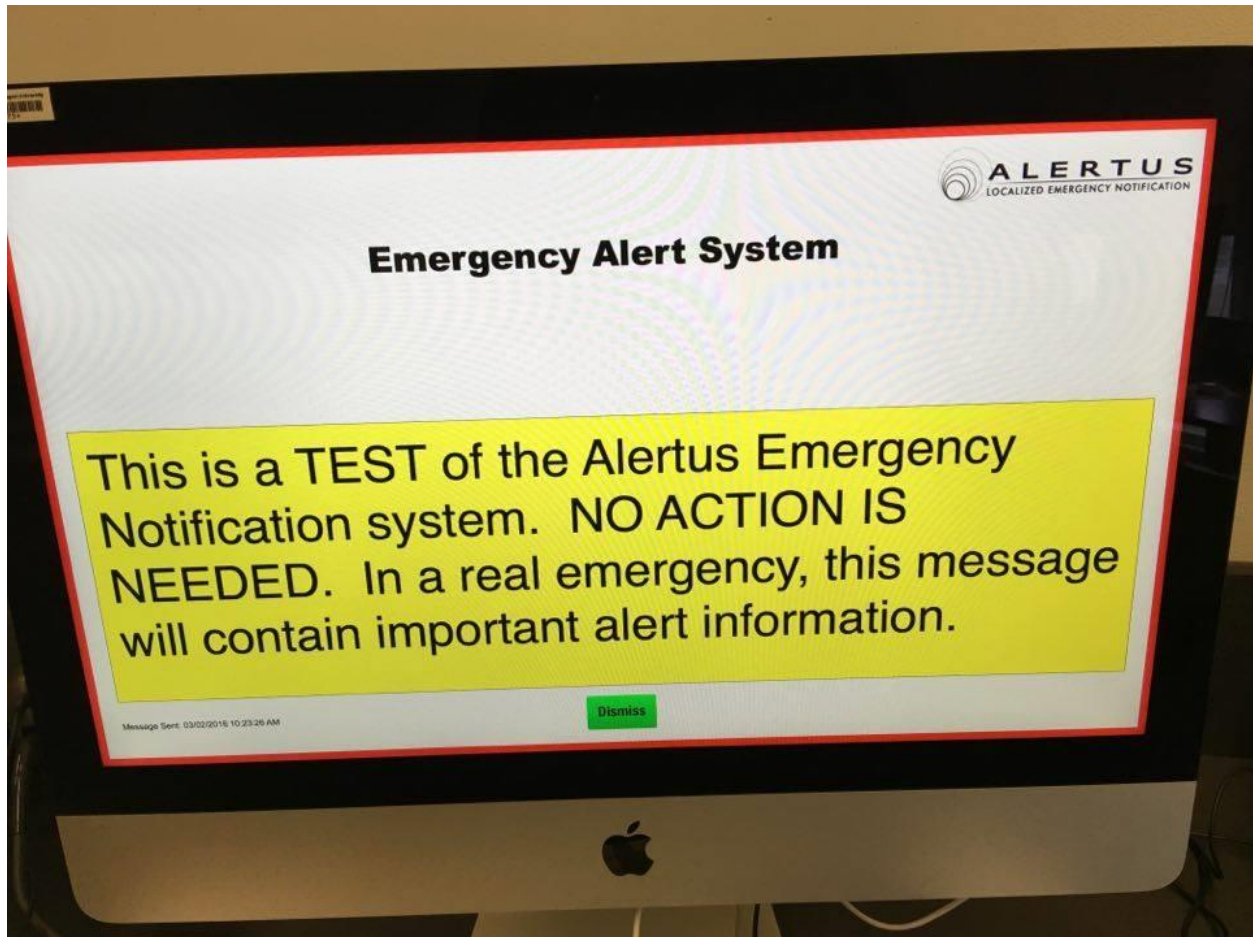 ALERTUS
LOCALIZED EMERGENCY NOTIFICATION
Emergency Alert System
This is a TEST of the Alertus Emergency
Notification system.  NO ACTION IS
NEEDED.  In a real emergency, this message
will contain important alert information.
Message Sent: 03/02/2016 10:23:26 AM
Dismiss